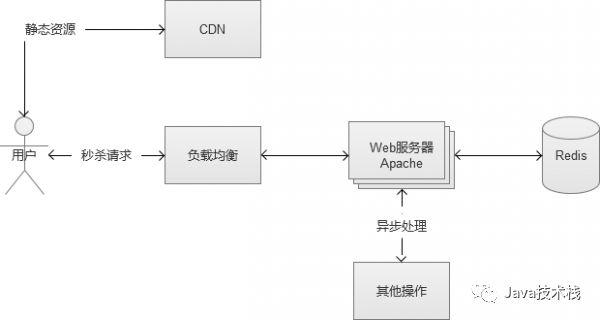 静态资源
CDN
用户
秒杀请求
负载均衡
Web服务器
Apache
Redis
异步处理
其他操作
Java技术栈